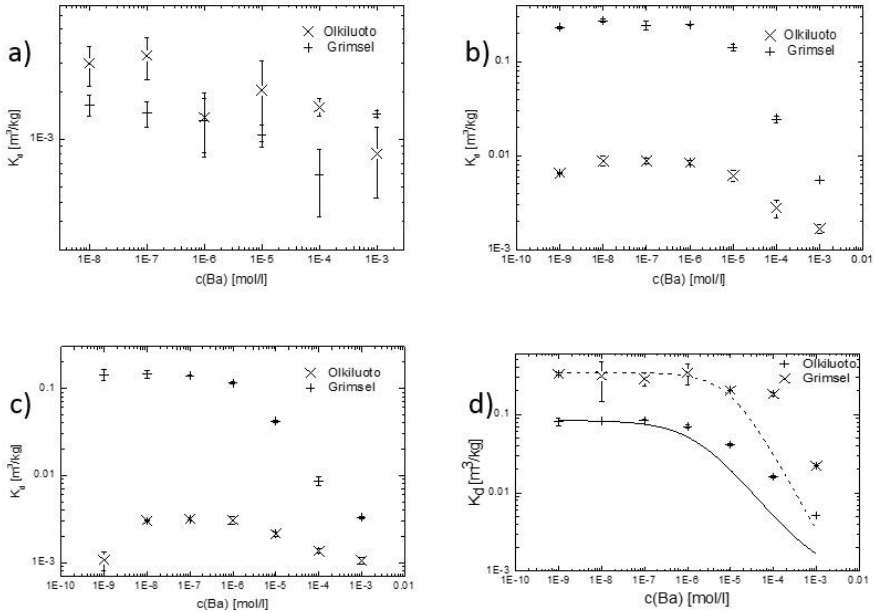 a)
Olkiluoto
Grimsel
K_d [m³/kg]
1E-3
1E-8 1E-7 1E-6 1E-5 1E-4 1E-3
c(Ba) [mol/l]
b)
Olkiluoto
Grimsel
K_d [m³/kg]
0.1
0.01
1E-3
1E-10 1E-9 1E-8 1E-7 1E-6 1E-5 1E-4 1E-3 0.01
c(Ba) [mol/l]
c)
Olkiluoto
Grimsel
K_d [m³/kg]
0.1
0.01
1E-3
1E-10 1E-9 1E-8 1E-7 1E-6 1E-5 1E-4 1E-3 0.01
c(Ba) [mol/l]
d)
Olkiluoto
Grimsel
Kd[m³/kg]
0.1
0.01
1E-3
1E-10 1E-9 1E-8 1E-7 1E-6 1E-5 1E-4 1E-3 0.01
c(Ba) [mol/l]